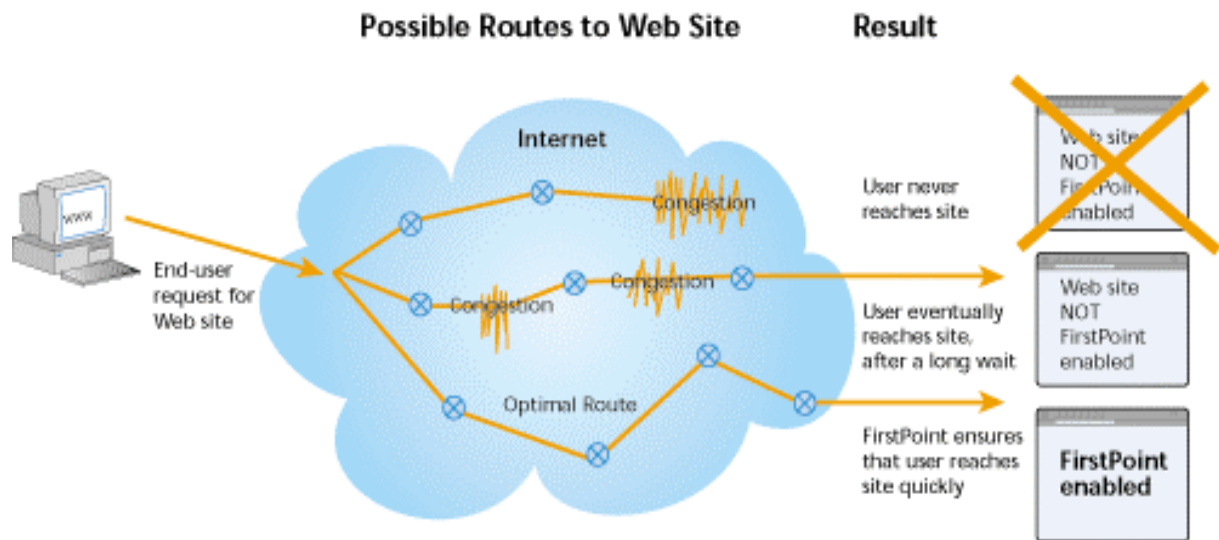 Possible Routes to Web Site
Result
Internet
Web site
NOT
FirstPoint
enabled
User never
reaches site
Congestion
www
End-user
request for
Web site
Congestion
Congestion
Web site
NOT
FirstPoint
enabled
User eventually
reaches site,
after a long wait
Optimal Route
FirstPoint ensures
that user reaches
site quickly
FirstPoint
enabled